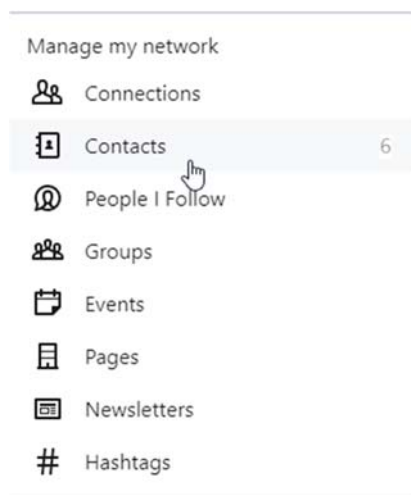 Manage my network
Connections
Contacts 6
People I Follow
Groups
Events
Pages
Newsletters
# Hashtags